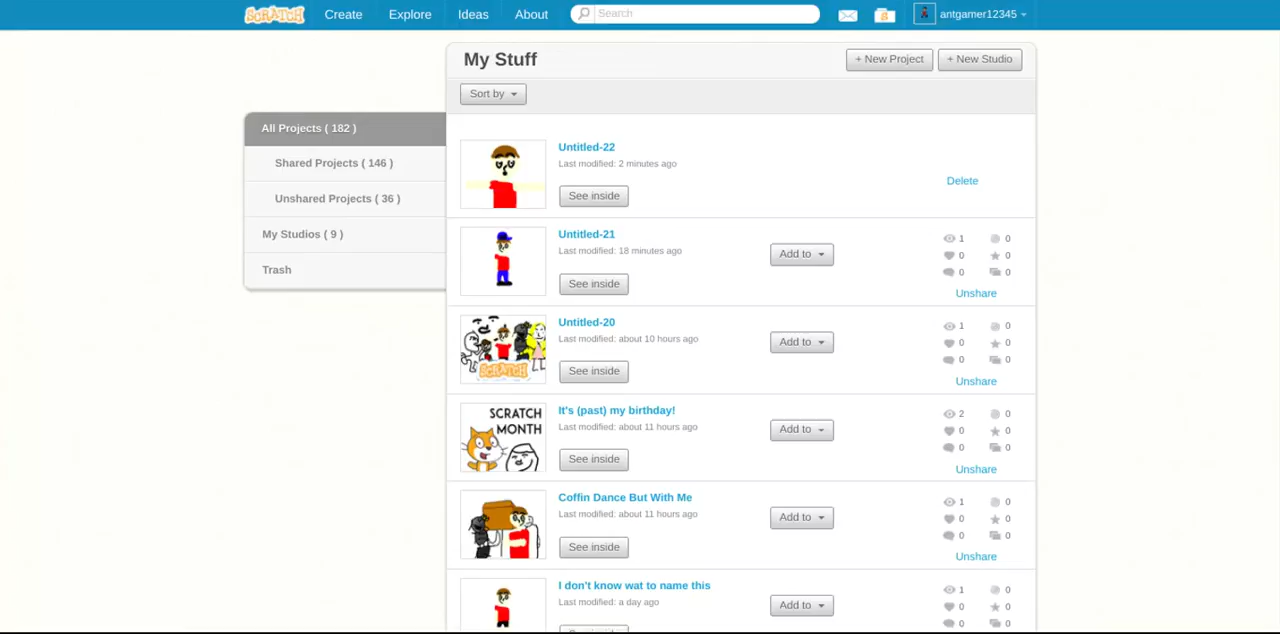 SCRATCH Create Explore Ideas About Search S antgamer12345
My Stuff + New Project + New Studio
Sort by
All Projects ( 182 )
Shared Projects ( 146 )
Unshared Projects ( 36 )
My Studios ( 9 )
Trash
Untitled-22
Last modified: 2 minutes ago
Delete
See inside
Untitled-21
Last modified: 18 minutes ago
See inside
Add to
1 0
0 0
0 0
Unshare
SCRATCH
Untitled-20
Last modified: about 10 hours ago
See inside
Add to
1 0
0 0
0 0
Unshare
SCRATCH
MONTH
It's (past) my birthday!
Last modified: about 11 hours ago
See inside
Add to
2 0
0 0
0 0
Unshare
Coffin Dance But With Me
Last modified: about 11 hours ago
See inside
Add to
1 0
0 0
0 0
Unshare
I don't know wat to name this
Last modified: a day ago
Add to
1 0
0 0
0 0